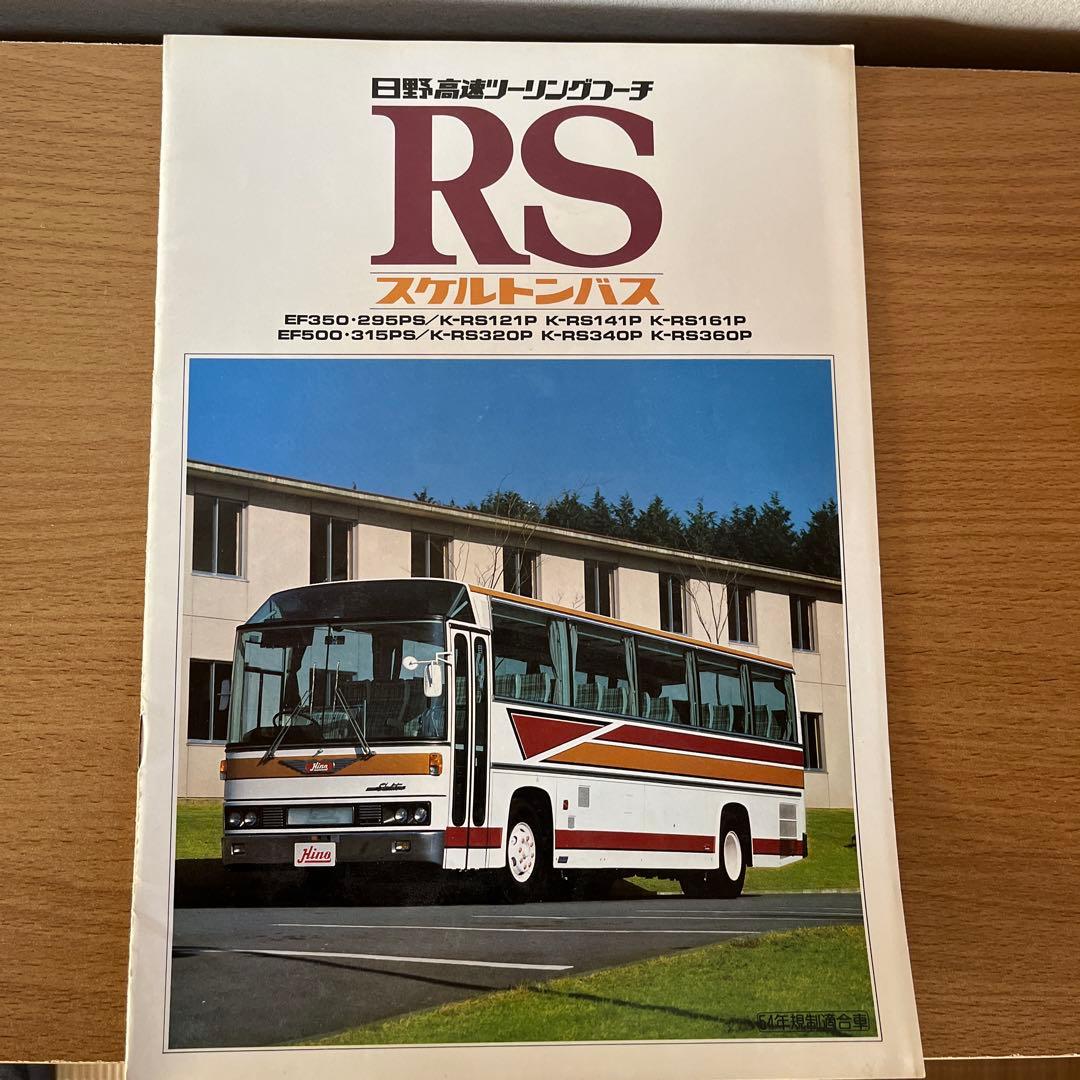 日野高速ツーリングコーチ
RS
スケルトンバス
EF350・295PS／K-RS121P K-RS141P K-RS161P
EF500・315PS／K-RS320P K-RS340P K-RS360P
Hino
Skeleton
Hino
54年規制適合車